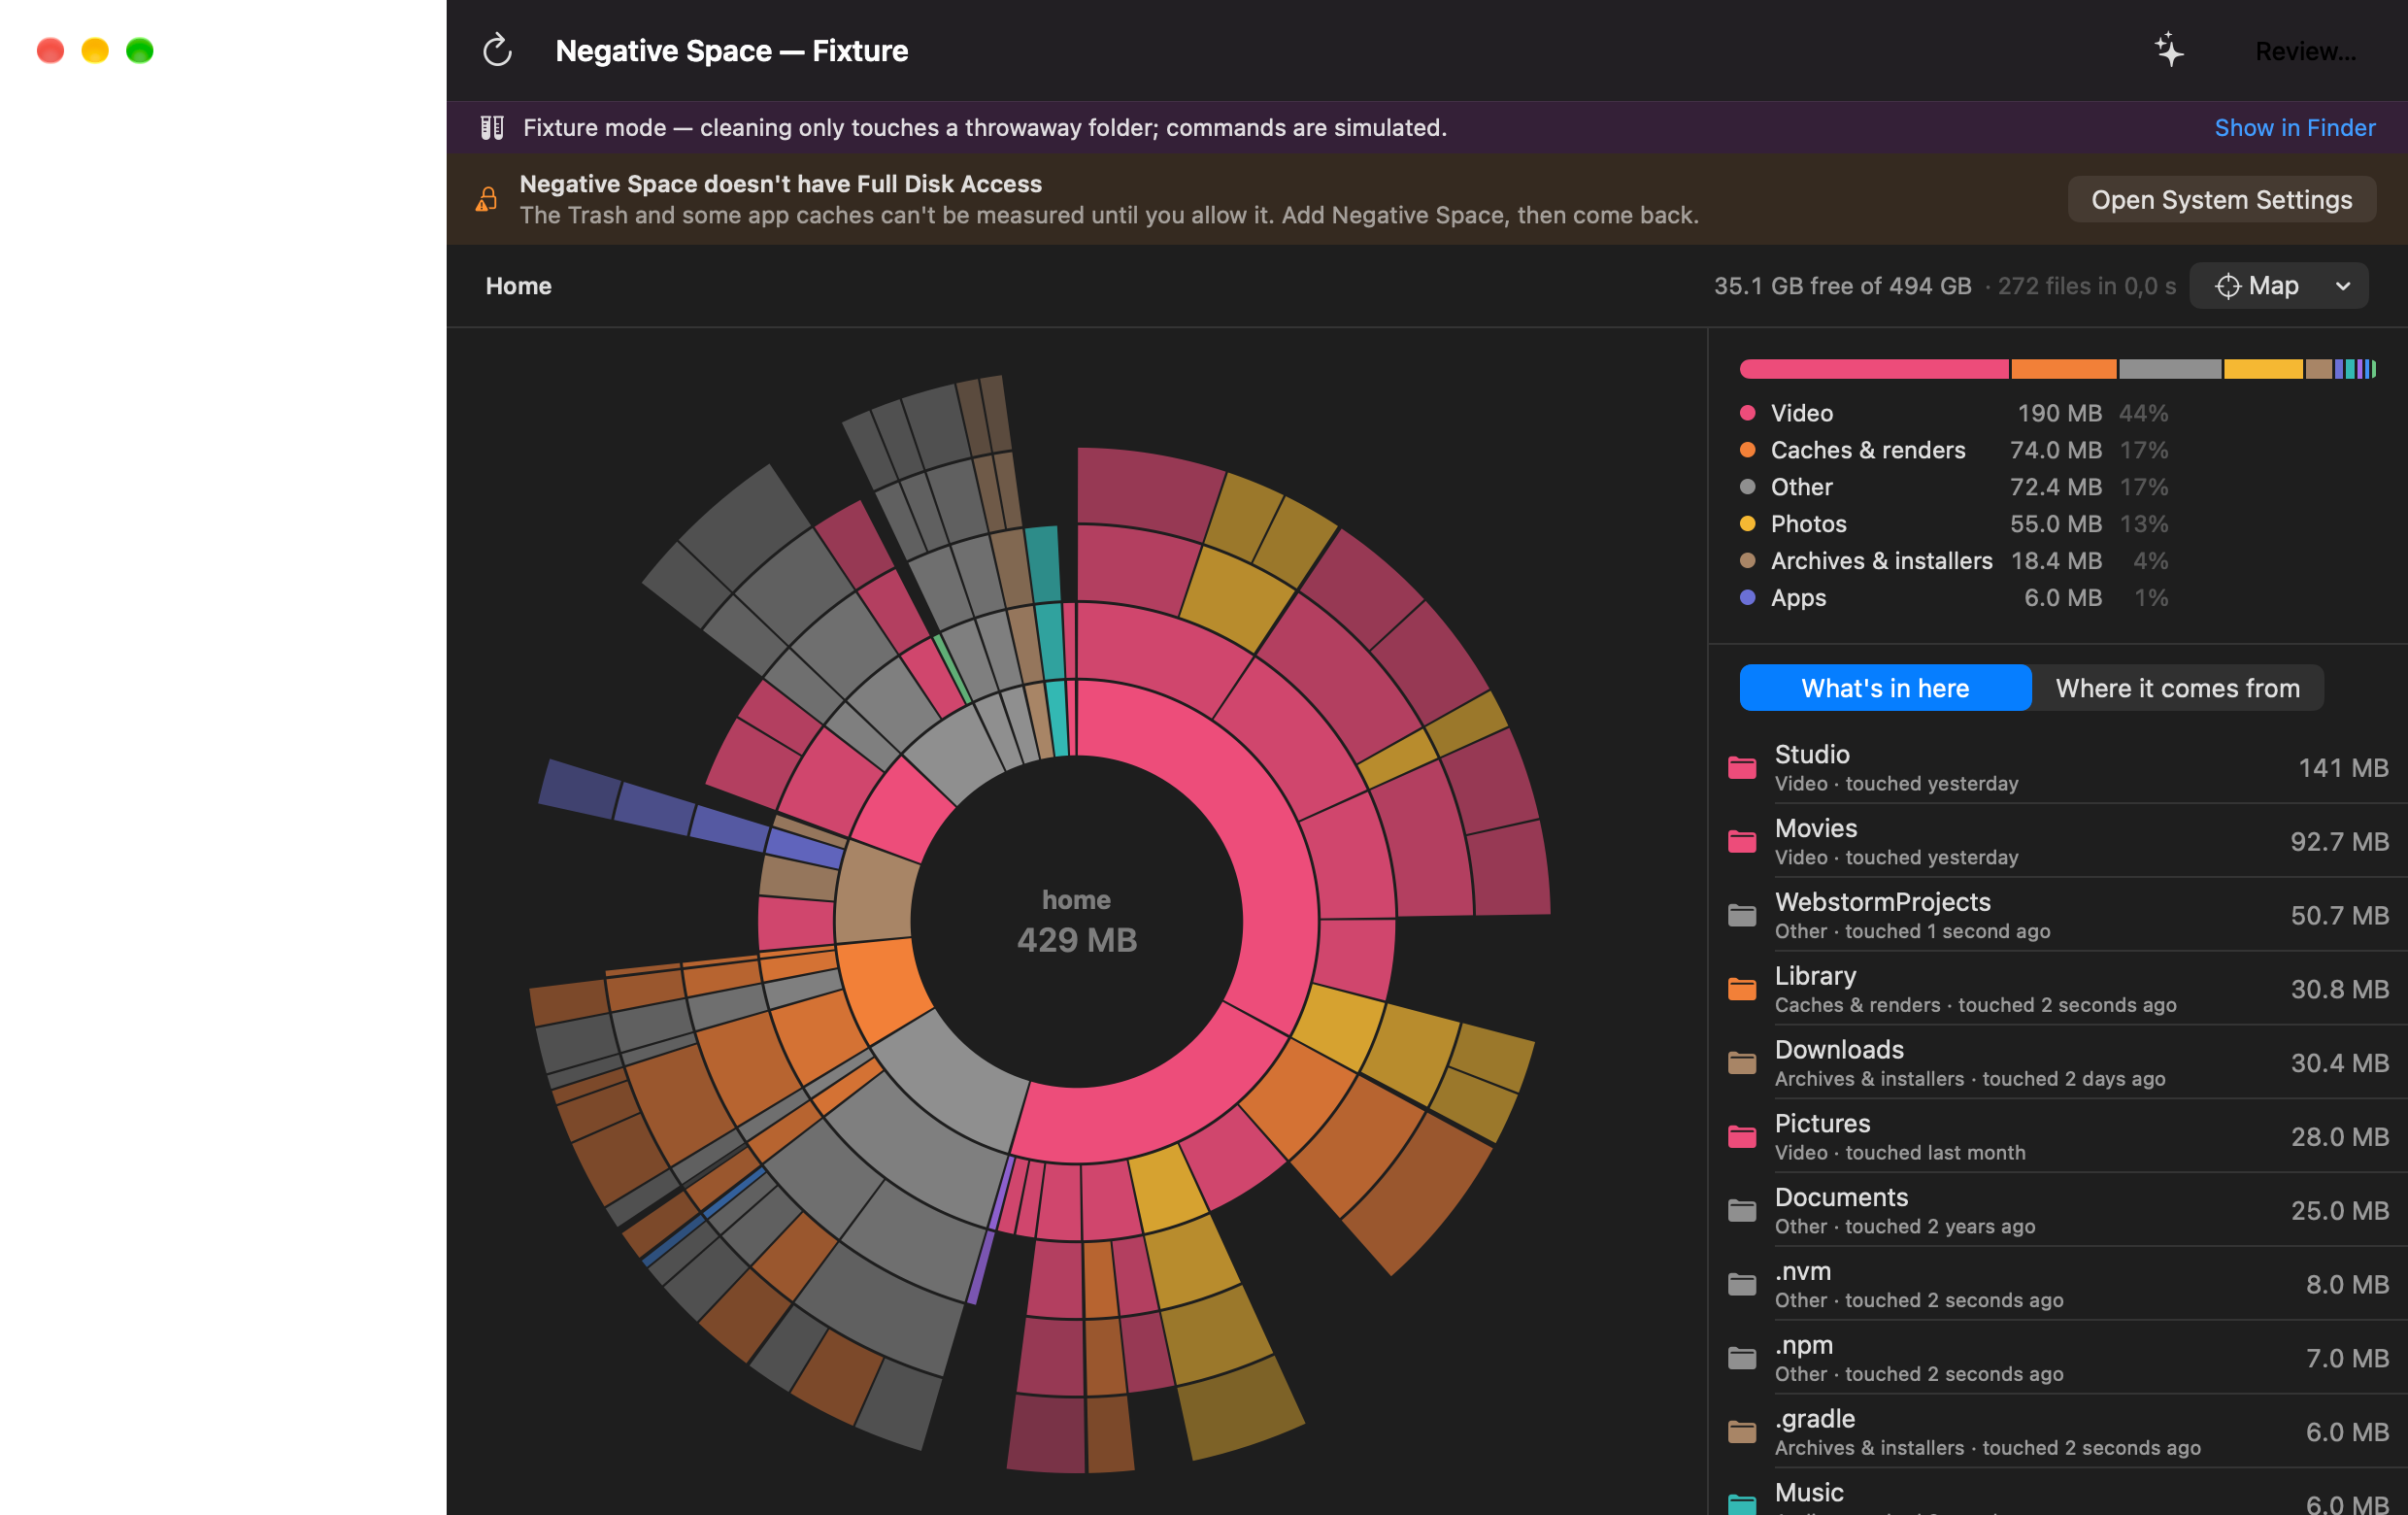 Negative Space — Fixture
Review...
Fixture mode — cleaning only touches a throwaway folder; commands are simulated.
Show in Finder
Negative Space doesn't have Full Disk Access
The Trash and some app caches can't be measured until you allow it. Add Negative Space, then come back.
Open System Settings
Home
35.1 GB free of 494 GB · 272 files in 0,0 s
Map
Video 190 MB 44%
Caches & renders 74.0 MB 17%
Other 72.4 MB 17%
Photos 55.0 MB 13%
Archives & installers 18.4 MB 4%
Apps 6.0 MB 1%
What's in here
Where it comes from
home
429 MB
Studio
Video · touched yesterday
141 MB
Movies
Video · touched yesterday
92.7 MB
WebstormProjects
Other · touched 1 second ago
50.7 MB
Library
Caches & renders · touched 2 seconds ago
30.8 MB
Downloads
Archives & installers · touched 2 days ago
30.4 MB
Pictures
Video · touched last month
28.0 MB
Documents
Other · touched 2 years ago
25.0 MB
.nvm
Other · touched 2 seconds ago
8.0 MB
.npm
Other · touched 2 seconds ago
7.0 MB
.gradle
Archives & installers · touched 2 seconds ago
6.0 MB
Music
6.0 MB